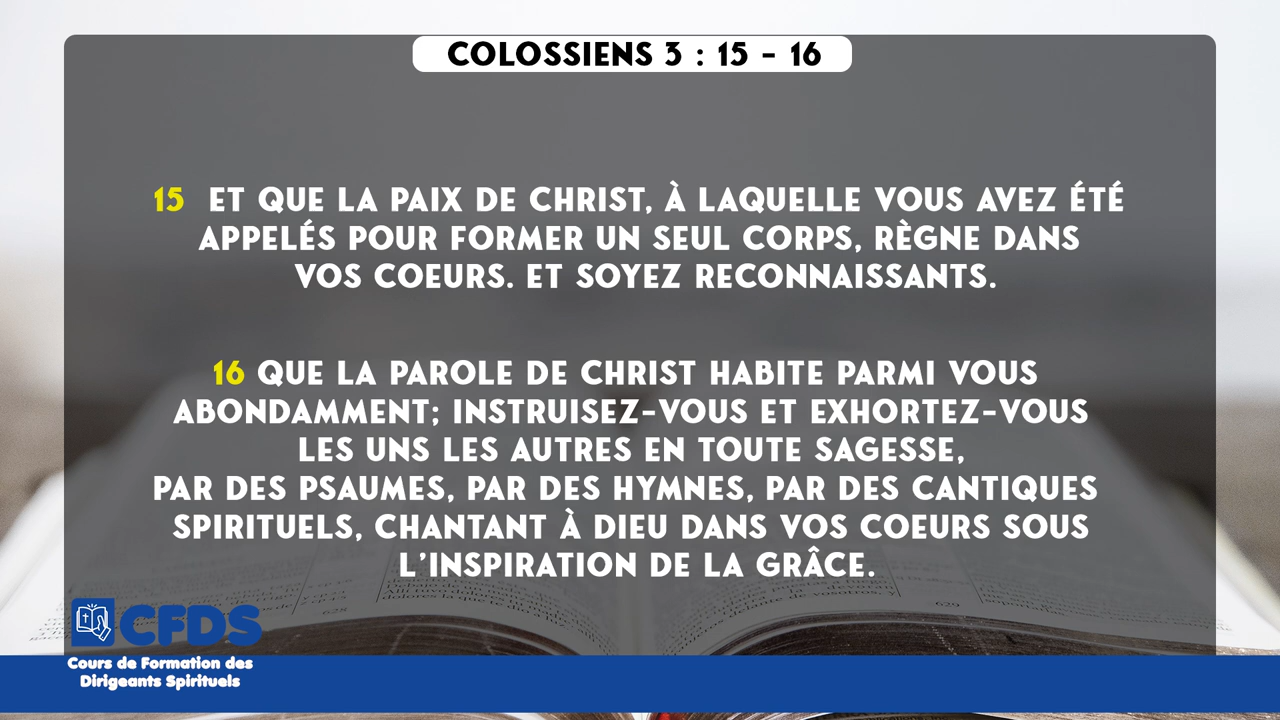 COLOSSIENS 3 : 15 - 16
15 ET QUE LA PAIX DE CHRIST, À LAQUELLE VOUS AVEZ ÉTÉ
APPELÉS POUR FORMER UN SEUL CORPS, RÈGNE DANS
VOS COEURS. ET SOYEZ RECONNAISSANTS.
16 QUE LA PAROLE DE CHRIST HABITE PARMI VOUS
ABONDAMMENT; INSTRUISEZ-VOUS ET EXHORTEZ-VOUS
LES UNS LES AUTRES EN TOUTE SAGESSE,
PAR DES PSAUMES, PAR DES HYMNES, PAR DES CANTIQUES
SPIRITUELS, CHANTANT À DIEU DANS VOS COEURS SOUS
L'INSPIRATION DE LA GRÂCE.
628
629
CFDS
Cours de Formation des
Dirigeants Spirituels